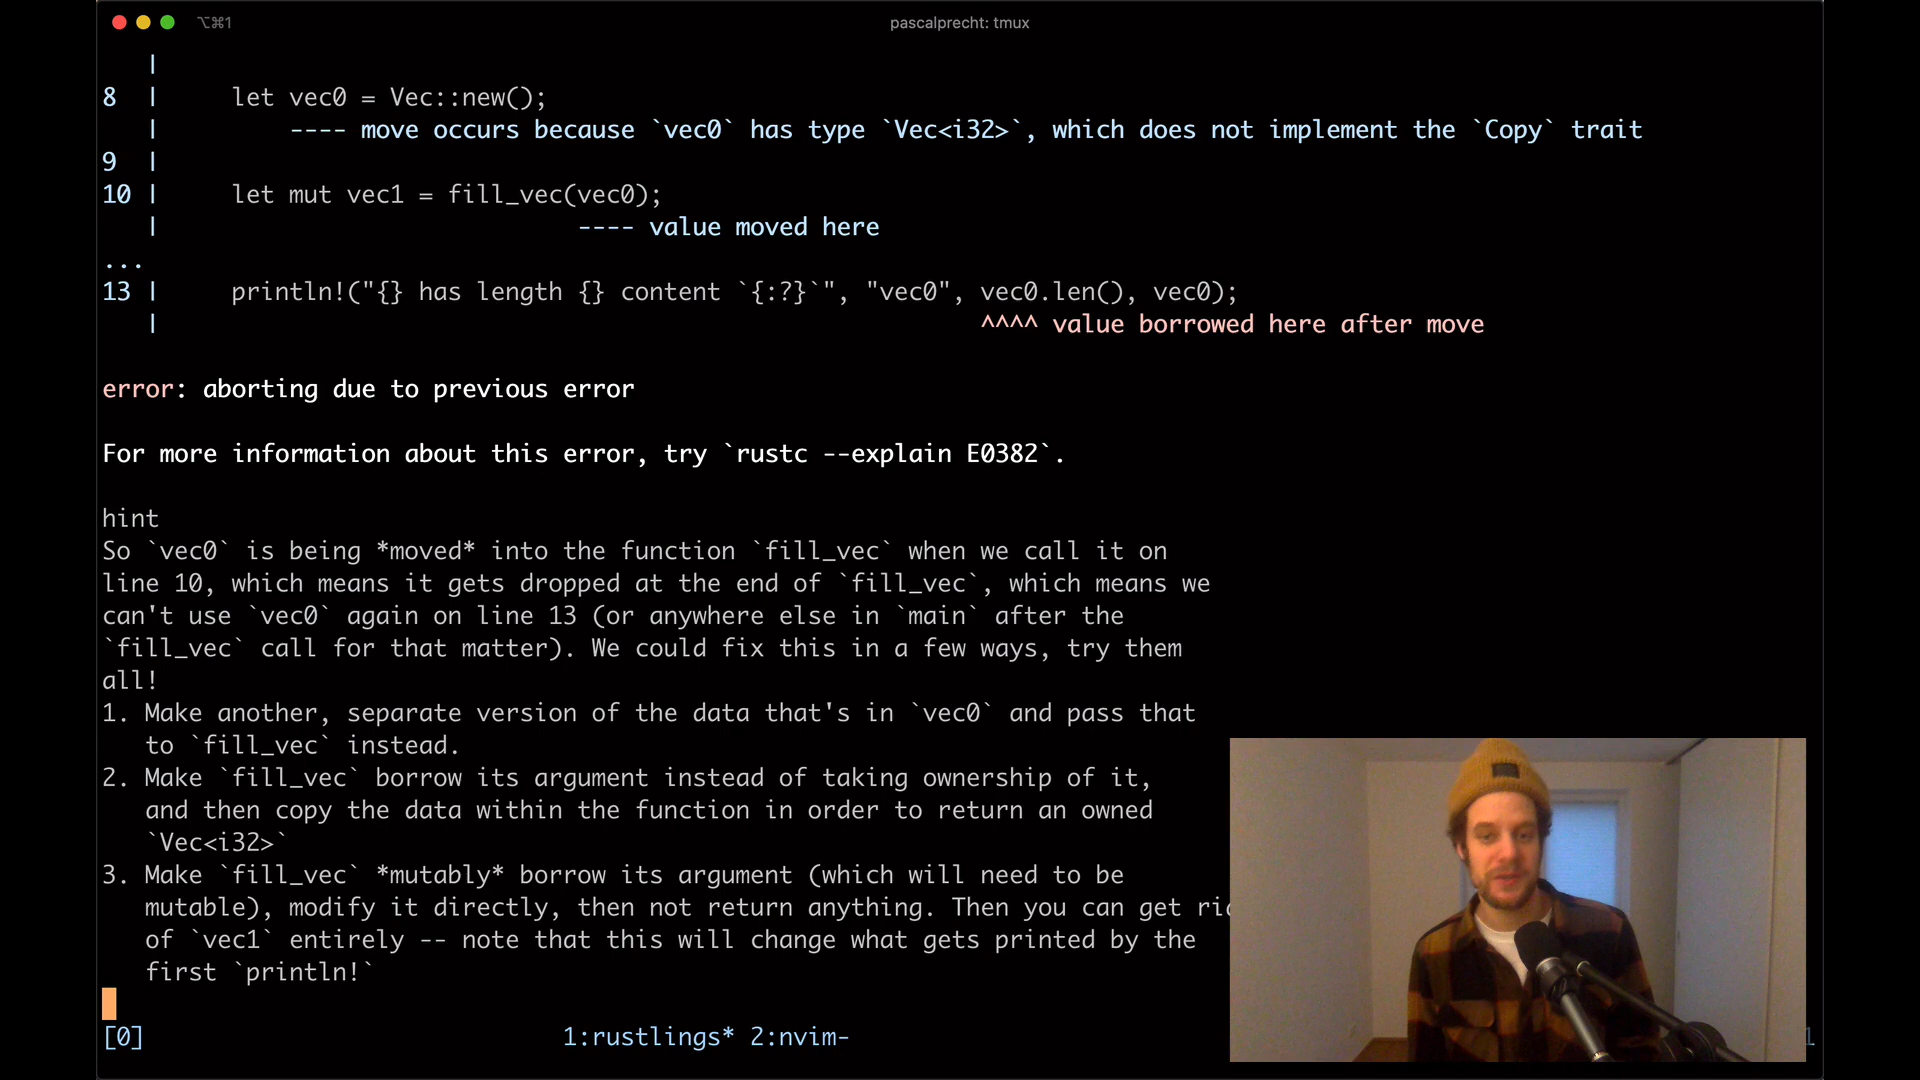 ⌥⌘1
pascalprecht: tmux
|
8 | let vec0 = Vec::new();
| ---- move occurs because `vec0` has type `Vec<i32>`, which does not implement the `Copy` trait
9 |
10 | let mut vec1 = fill_vec(vec0);
| ---- value moved here
...
13 | println!("{} has length {} content `{:?}`", "vec0", vec0.len(), vec0);
| ^^^^ value borrowed here after move
error: aborting due to previous error
For more information about this error, try `rustc --explain E0382`.
hint
So `vec0` is being *moved* into the function `fill_vec` when we call it on
line 10, which means it gets dropped at the end of `fill_vec`, which means we
can't use `vec0` again on line 13 (or anywhere else in `main` after the
`fill_vec` call for that matter). We could fix this in a few ways, try them
all!
1. Make another, separate version of the data that's in `vec0` and pass that
to `fill_vec` instead.
2. Make `fill_vec` borrow its argument instead of taking ownership of it,
and then copy the data within the function in order to return an owned
`Vec<i32>`
3. Make `fill_vec` *mutably* borrow its argument (which will need to be
mutable), modify it directly, then not return anything. Then you can get
of `vec1` entirely -- note that this will change what gets printed by the
first `println!`
[0] 1:rustlings* 2:nvim-